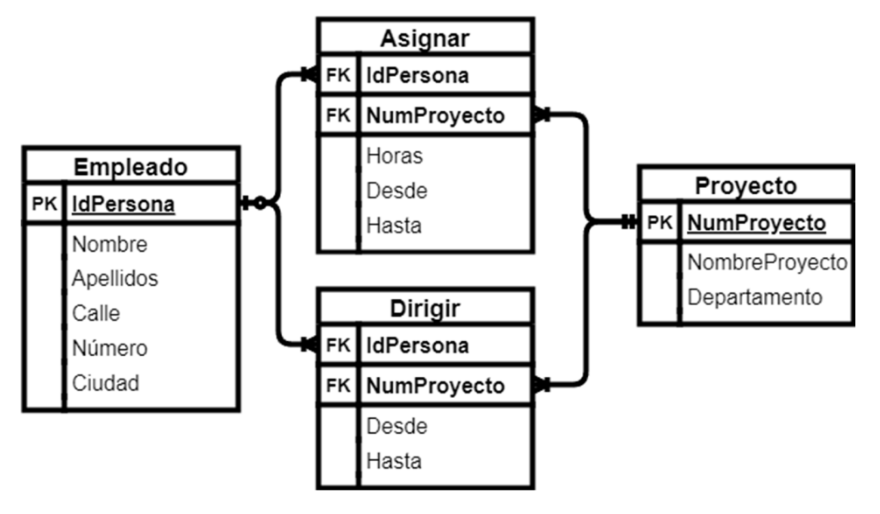 Asignar
FK IdPersona
FK NumProyecto
Horas
Desde
Hasta
Empleado
PK IdPersona
Nombre
Apellidos
Calle
Número
Ciudad
Proyecto
PK NumProyecto
NombreProyecto
Departamento
Dirigir
FK IdPersona
FK NumProyecto
Desde
Hasta